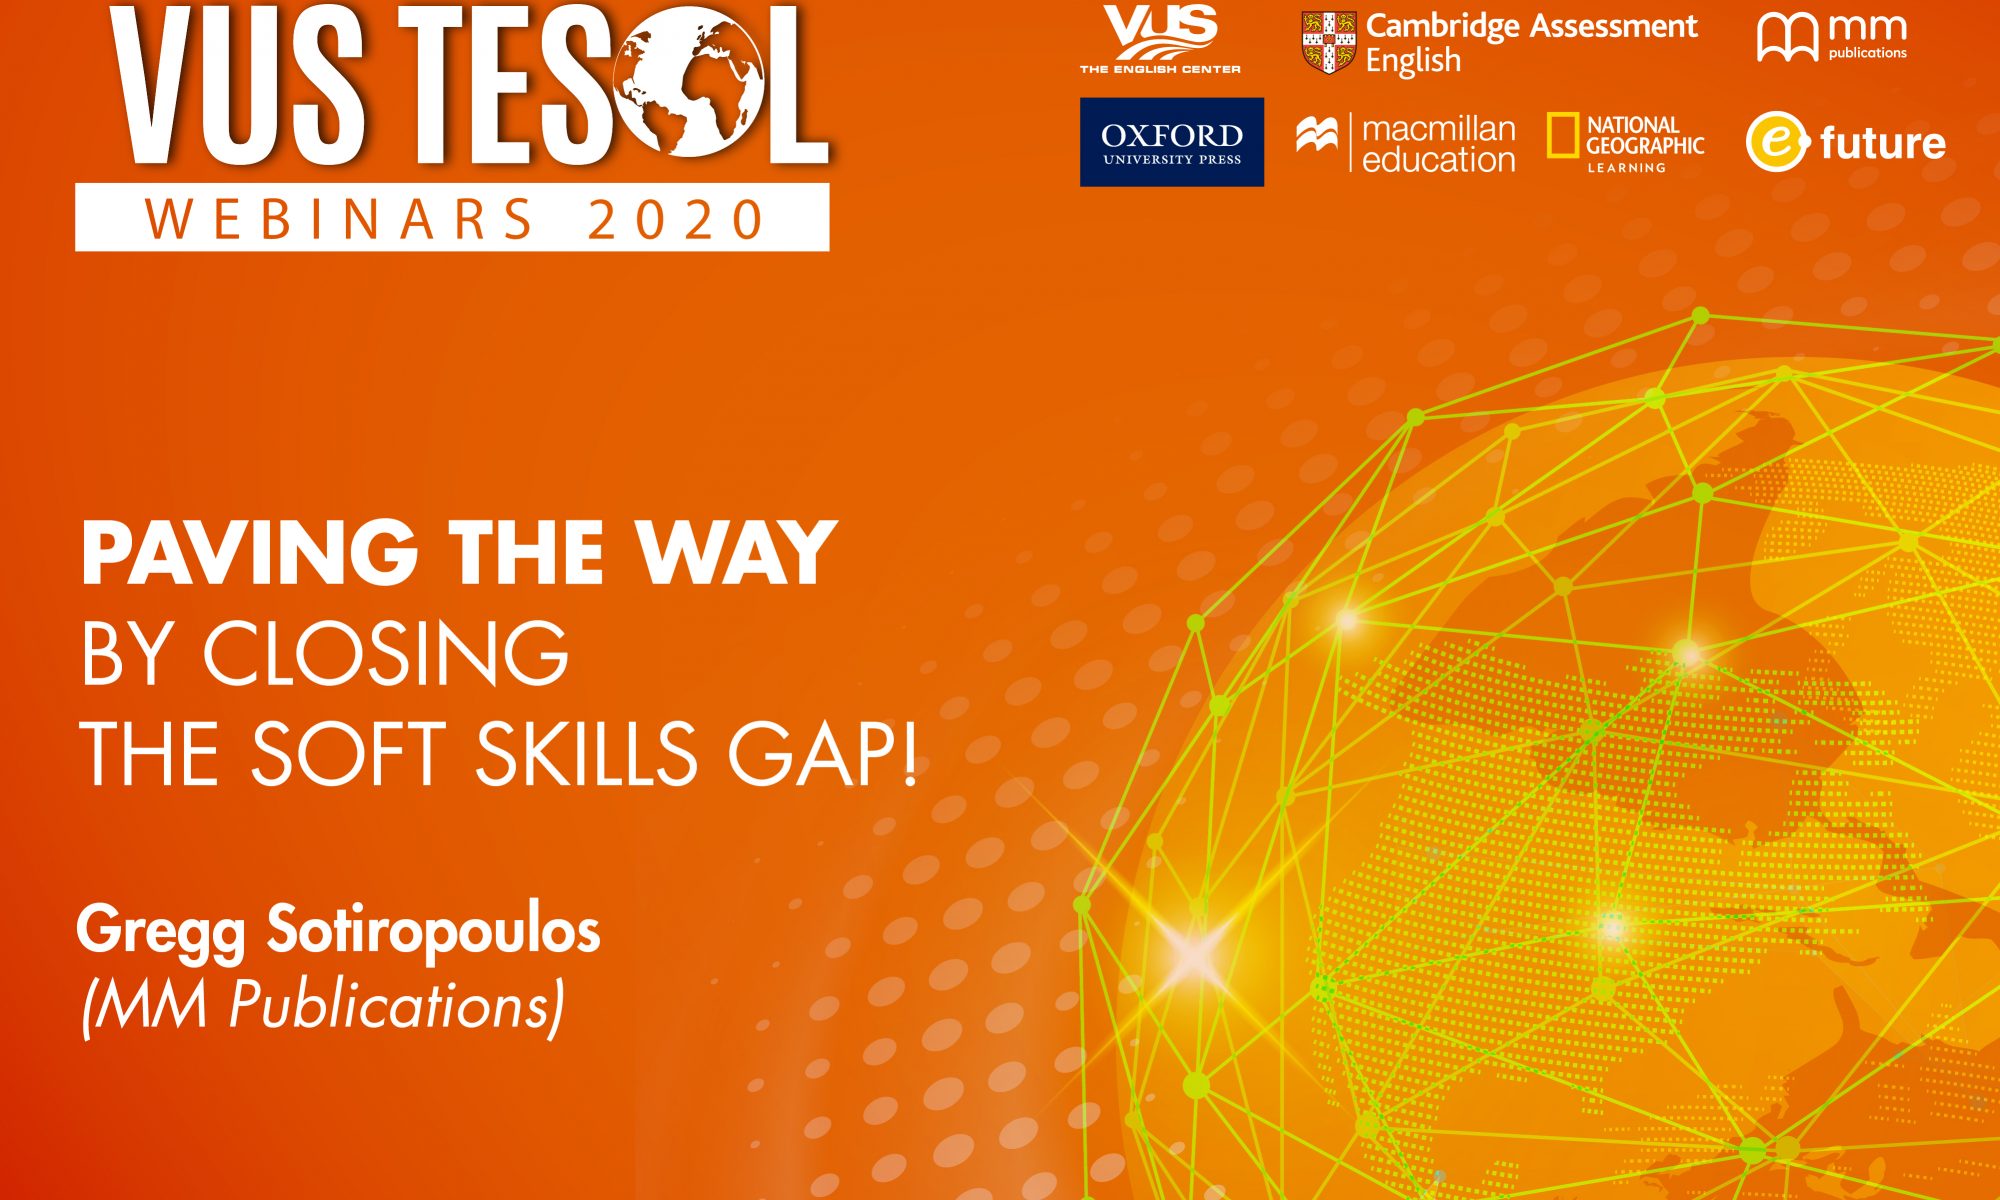 VUS TESOL
WEBINARS 2020
VUS
THE ENGLISH CENTER
Cambridge Assessment
English
mm
publications
OXFORD
UNIVERSITY PRESS
macmillan
education
NATIONAL
GEOGRAPHIC
LEARNING
e future
PAVING THE WAY
BY CLOSING
THE SOFT SKILLS GAP!
Gregg Sotiropoulos
(MM Publications)